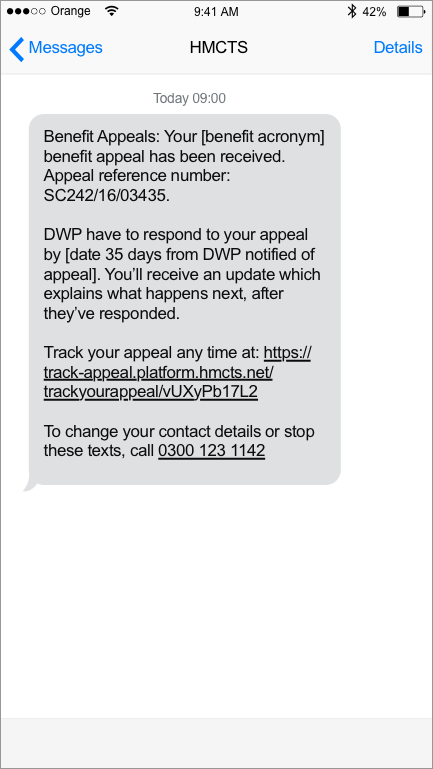 Orange 9:41 AM 42%
Messages HMCTS Details
Today 09:00
Benefit Appeals: Your [benefit acronym]
benefit appeal has been received.
Appeal reference number:
SC242/16/03435.
DWP have to respond to your appeal
by [date 35 days from DWP notified of
appeal]. You’ll receive an update which
explains what happens next, after
they’ve responded.
Track your appeal any time at: https://
track-appeal.platform.hmcts.net/
trackyourappeal/vUXyPb17L2
To change your contact details or stop
these texts, call 0300 123 1142